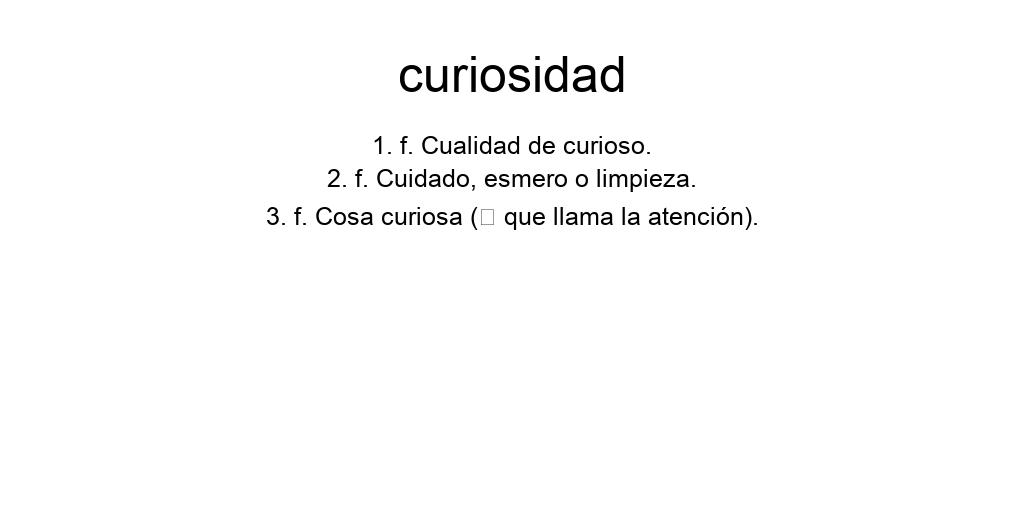 curiosidad
1. f. Cualidad de curioso.
2. f. Cuidado, esmero o limpieza.
3. f. Cosa curiosa (□ que llama la atención).